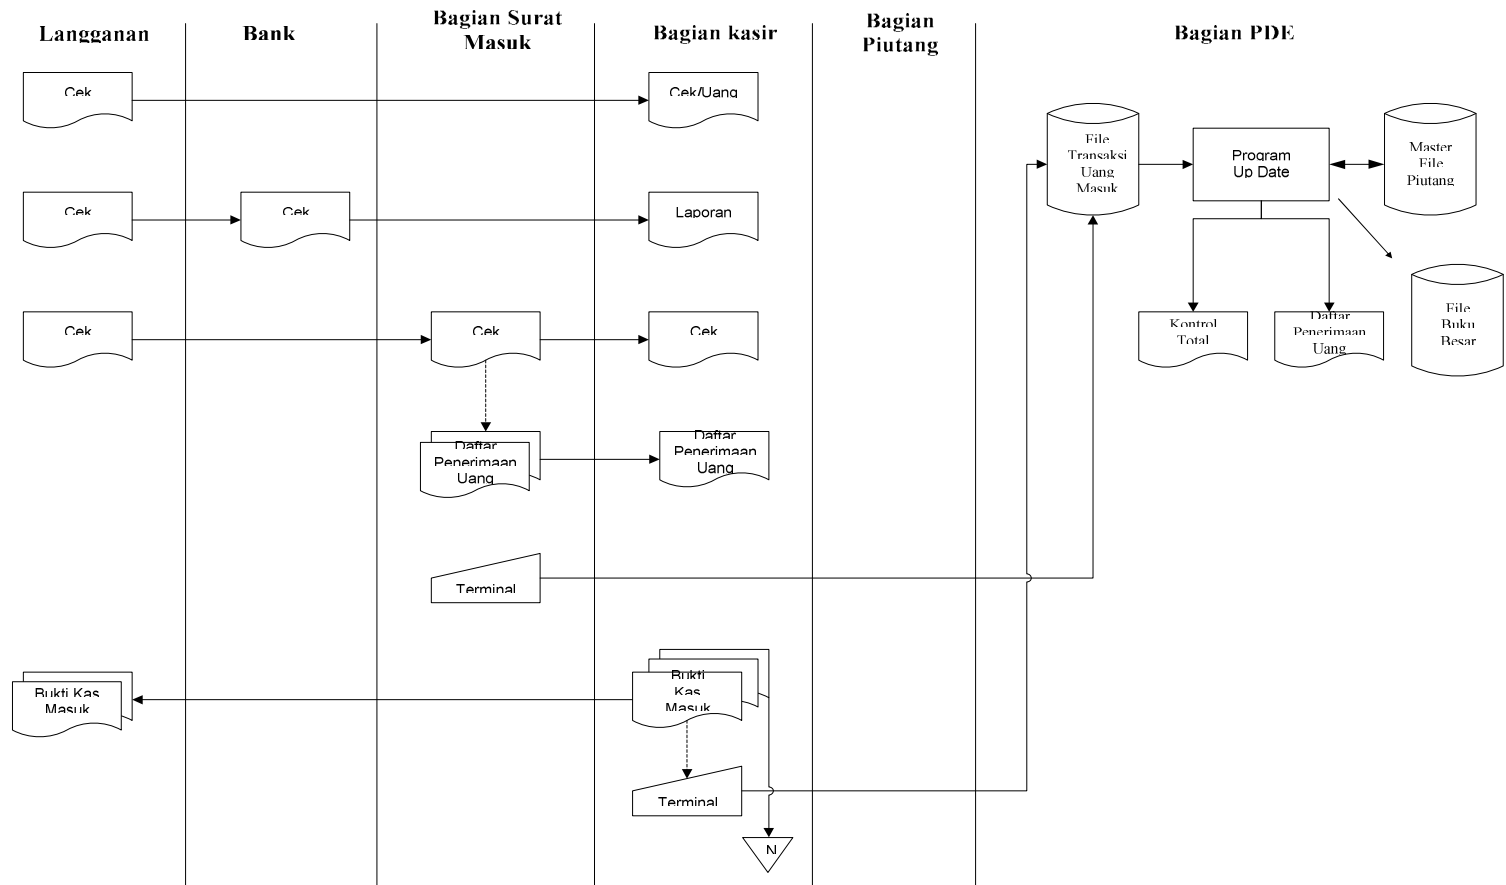 Langganan
Bank
Bagian Surat
Masuk
Bagian kasir
Bagian
Piutang
Bagian PDE
Cek
Cek/Uang
File
Transaksi
Uang
Masuk
Program
Up Date
Master
File
Piutang
Cek
Cek
Laporan
Cek
Cek
Cek
Kontrol
Total
Daftar
Penerimaan
Uang
File
Buku
Besar
Daftar
Penerimaan
Uang
Daftar
Penerimaan
Uang
Terminal
Bukti Kas
Masuk
Bukti
Kas
Masuk
Terminal
N